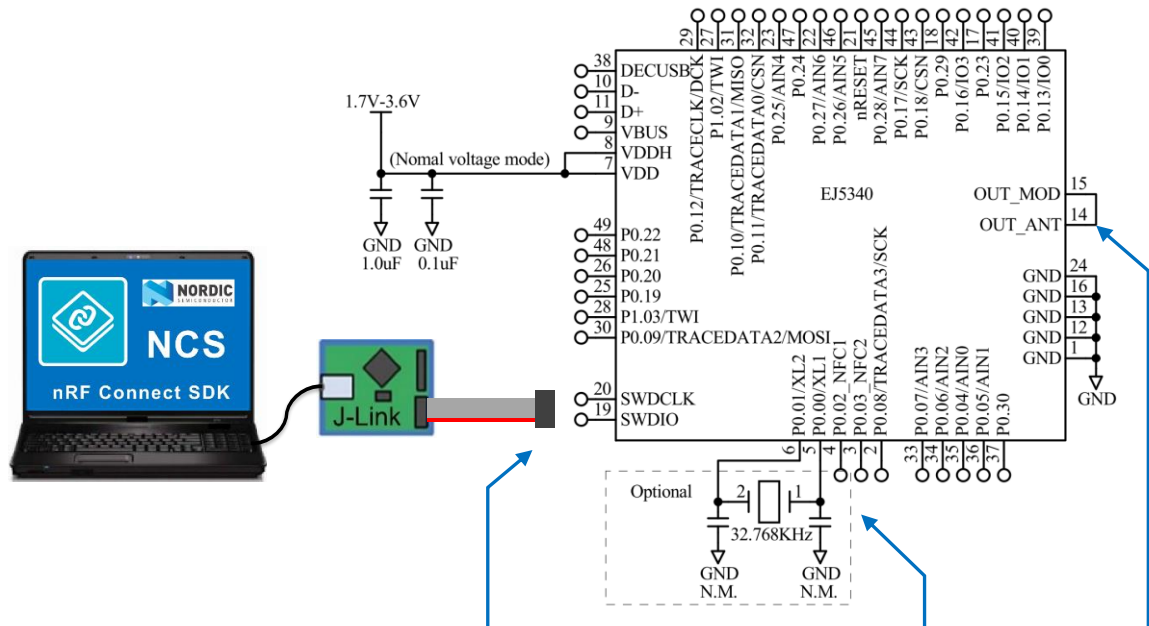 29
27
31
32
23
47
22
46
21
45
44
43
18
42
17
41
40
39
P0.12/TRACECLK/DCK
P1.02/TWI
P0.10/TRACEDATA1/MISO
P0.11/TRACEDATA0/CSN
P0.25/AIN4
P0.24
P0.27/AIN6
P0.26/AIN5
nRESET
P0.28/AIN7
P0.17/SCK
P0.18/CSN
P0.29
P0.16/IO3
P0.23
P0.15/IO2
P0.14/IO1
P0.13/IO0
38 DECUSB
10 D-
11 D+
9 VBUS
8 VDDH
7 VDD
1.7V-3.6V
(Nomal voltage mode)
GND
1.0uF
GND
0.1uF
EJ5340
OUT_MOD 15
OUT_ANT 14
49 P0.22
48 P0.21
26 P0.20
25 P0.19
28 P1.03/TWI
30 P0.09/TRACEDATA2/MOSI
20 SWDCLK
19 SWDIO
GND 24
GND 16
GND 13
GND 12
GND 1
GND
NORDIC
SEMICONDUCTOR
NCS
nRF Connect SDK
J-Link
P0.01/XL2
P0.00/XL1
P0.02_NFC1
P0.03_NFC2
P0.08/TRACEDATA3/SCK
P0.07/AIN3
P0.06/AIN2
P0.04/AIN0
P0.05/AIN1
P0.30
6
5
4
3
2
33
34
35
36
37
Optional
2
1
32.768KHz
GND
N.M.
GND
N.M.